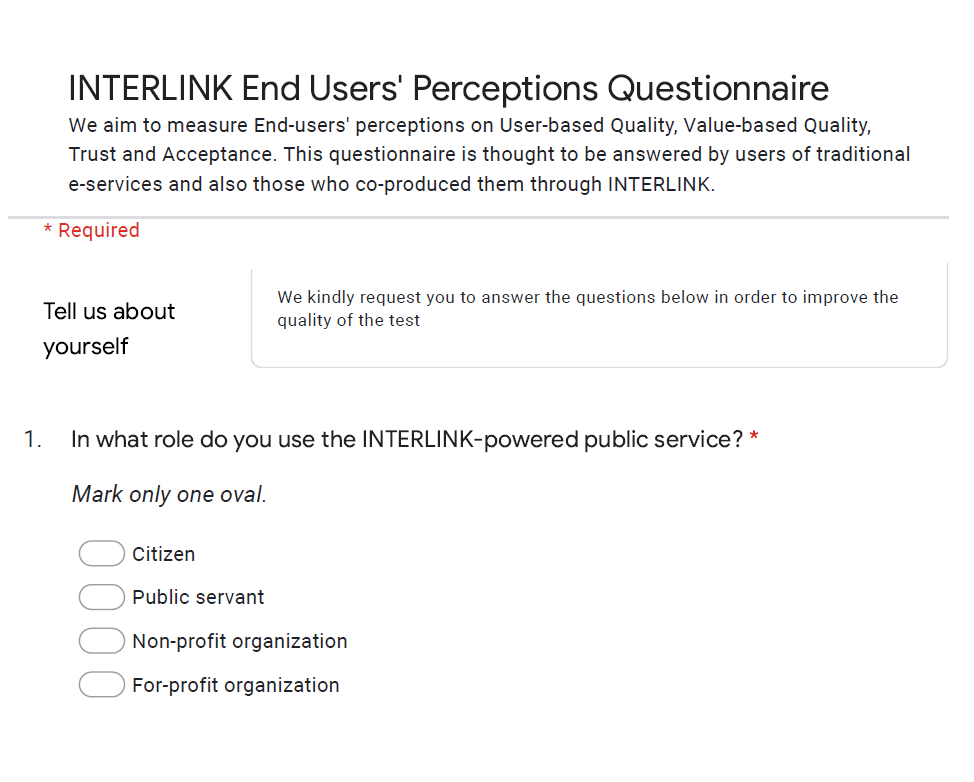 INTERLINK End Users' Perceptions Questionnaire
We aim to measure End-users' perceptions on User-based Quality, Value-based Quality,
Trust and Acceptance. This questionnaire is thought to be answered by users of traditional
e-services and also those who co-produced them through INTERLINK.
* Required
Tell us about
yourself
We kindly request you to answer the questions below in order to improve the
quality of the test
1. In what role do you use the INTERLINK-powered public service? *
Mark only one oval.
Citizen
Public servant
Non-profit organization
For-profit organization